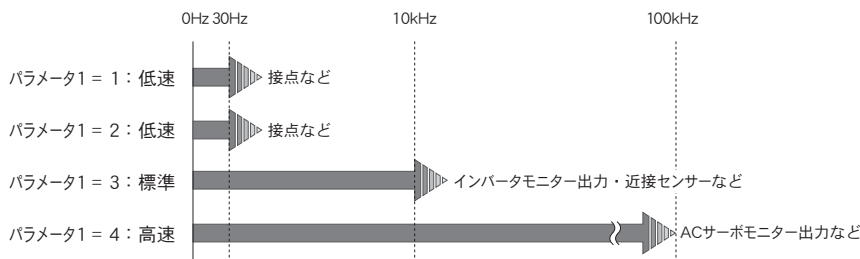 0Hz 30Hz 10kHz 100kHz
パラメータ1 = 1：低速 接点など
パラメータ1 = 2：低速 接点など
パラメータ1 = 3：標準 インバータモニター出力・近接センサーなど
パラメータ1 = 4：高速 ACサーボモニター出力など